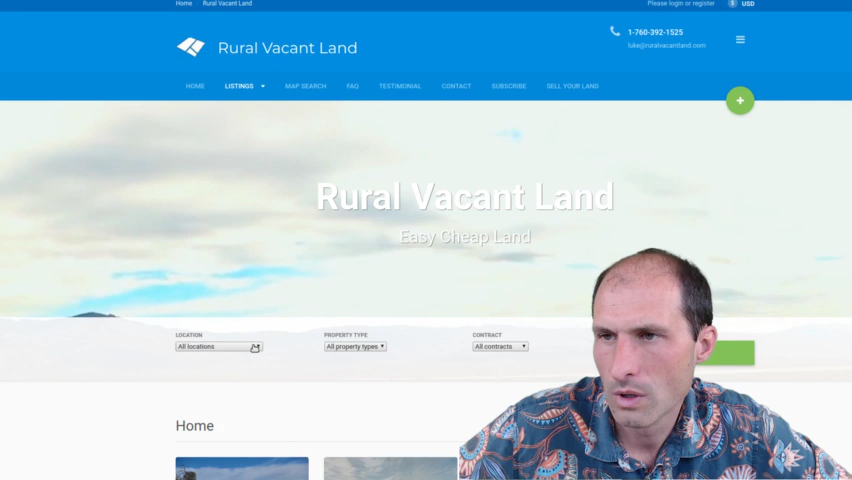 Home Rural Vacant Land Please login or register $ USD
Rural Vacant Land
1-760-392-1525
luke@ruralvacantland.com
HOME LISTINGS MAP SEARCH FAQ TESTIMONIAL CONTACT SUBSCRIBE SELL YOUR LAND
Rural Vacant Land
Easy Cheap Land
LOCATION PROPERTY TYPE CONTRACT
All locations All property types All contracts
Home